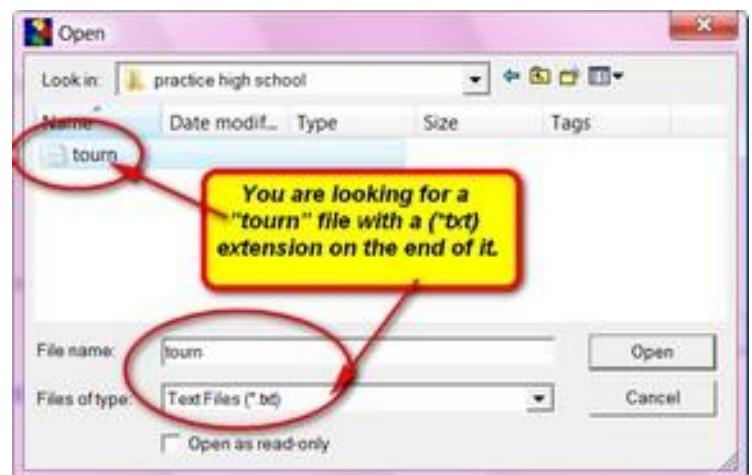 Open
Look in: practice high school
Name Date modif... Type Size Tags
tourn
You are looking for a
"tourn" file with a (*txt)
extension on the end of it.
File name: tourn Open
Files of type: Text Files (*.txt) Cancel
Open as read-only